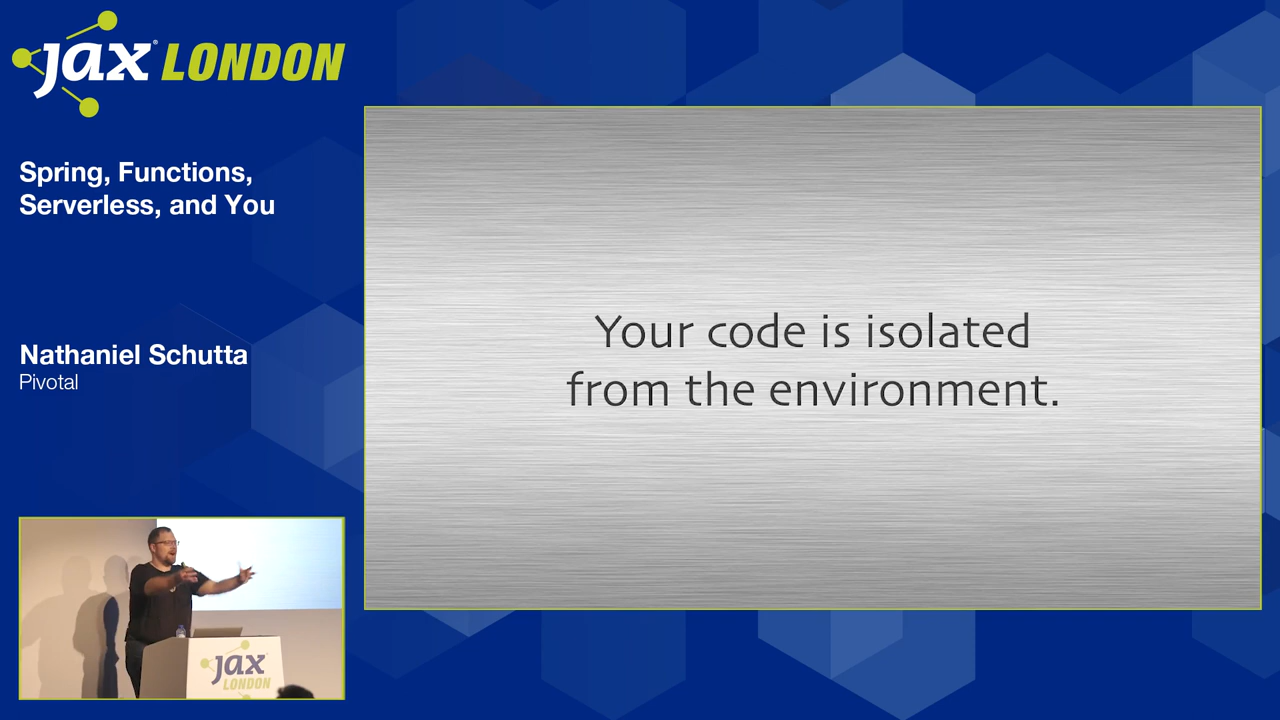 jax LONDON
Spring, Functions,
Serverless, and You
Nathaniel Schutta
Pivotal
Your code is isolated
from the environment.
jax
LONDON